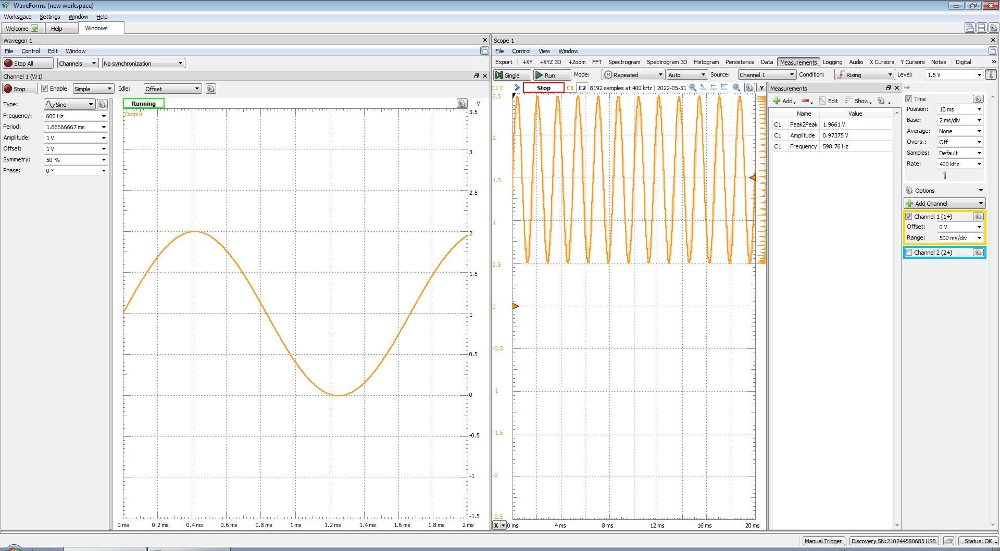 WaveForms (new workspace)
Workspace Settings Window Help
Welcome Help Windows
Wavegen 1
File Control Edit Window
Stop All Channels No synchronization
Channel 1 (W1)
Stop Enable Simple Idle: Offset
Type: Sine
Frequency: 600 Hz
Period: 1.66666667 ms
Amplitude: 1 V
Offset: 1 V
Symmetry: 50 %
Phase: 0 °
Running
V
Output
3.5
3
2.5
2
1.5
1
0.5
0
-0.5
-1
-1.5
0 ms 0.2 ms 0.4 ms 0.6 ms 0.8 ms 1 ms 1.2 ms 1.4 ms 1.6 ms 1.8 ms 2 ms
Scope 1
File Control View Window
Export +XY +XYZ 3D +Zoom FFT Spectrogram Spectrogram 3D Histogram Persistence Data Measurements Logging Audio X Cursors Y Cursors Notes Digital »
Single Run Mode: Repeated Auto Source: Channel 1 Condition: Rising Level: 1.5 V
C1 V Stop C1 C2 8192 samples at 400 kHz | 2022-05-31 Y
2.5
2
1.5
1
0.5
0
-0.5
-1
-1.5
-2
-2.5
X 0 ms 4 ms 8 ms 12 ms 16 ms 20 ms
Measurements
Add Edit Show
Name Value
C1 Peak2Peak 1.9661 V
C1 Amplitude 0.97375 V
C1 Frequency 598.76 Hz
Time
Position: 10 ms
Base: 2 ms/div
Average: None
Overs.: Off
Samples: Default
Rate: 400 kHz
Options
Add Channel
Channel 1 (1±)
Offset: 0 V
Range: 500 mV/div
Channel 2 (2±)
Manual Trigger Discovery SN:210244580685 USB Status: OK